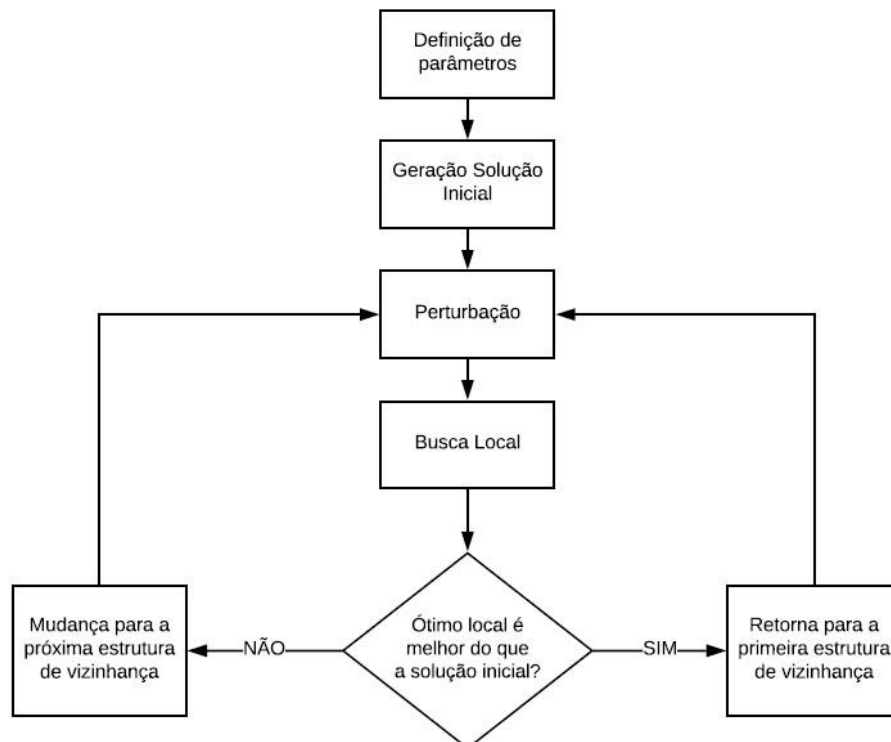 Definição de
parâmetros
Geração Solução
Inicial
Perturbação
Busca Local
Mudança para a
próxima estrutura
de vizinhança
NÃO
Ótimo local é
melhor do que
a solução inicial?
SIM
Retorna para a
primeira estrutura
de vizinhança